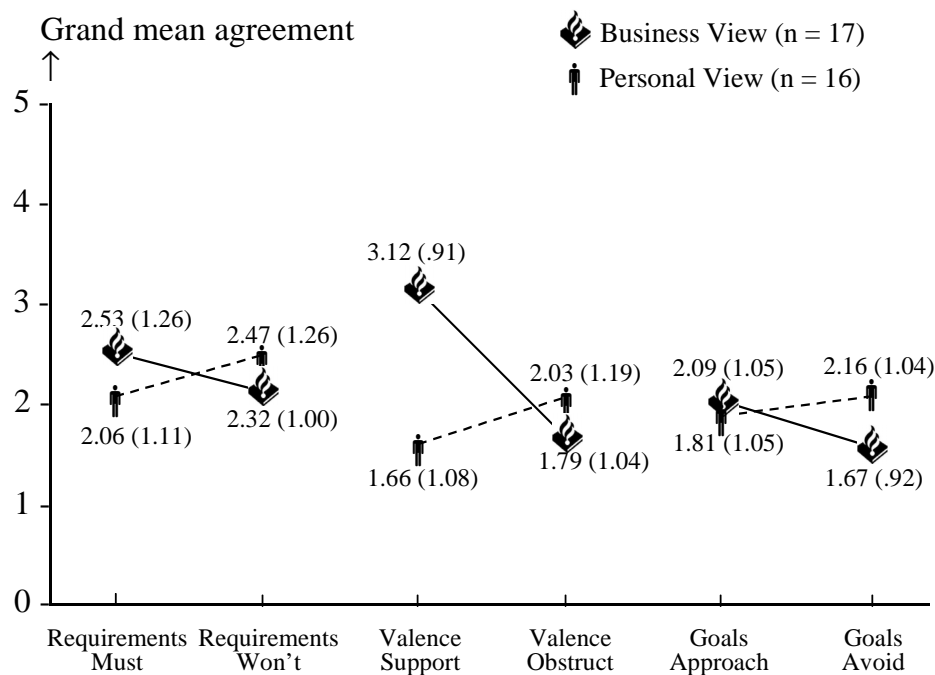 Grand mean agreement
Business View (n = 17)
Personal View (n = 16)
5
4
3
2
1
0
3.12 (.91)
2.53 (1.26)
2.47 (1.26)
2.03 (1.19)
2.09 (1.05)
2.16 (1.04)
2.06 (1.11)
2.32 (1.00)
1.66 (1.08)
1.79 (1.04)
1.81 (1.05)
1.67 (.92)
Requirements
Must
Requirements
Won't
Valence
Support
Valence
Obstruct
Goals
Approach
Goals
Avoid